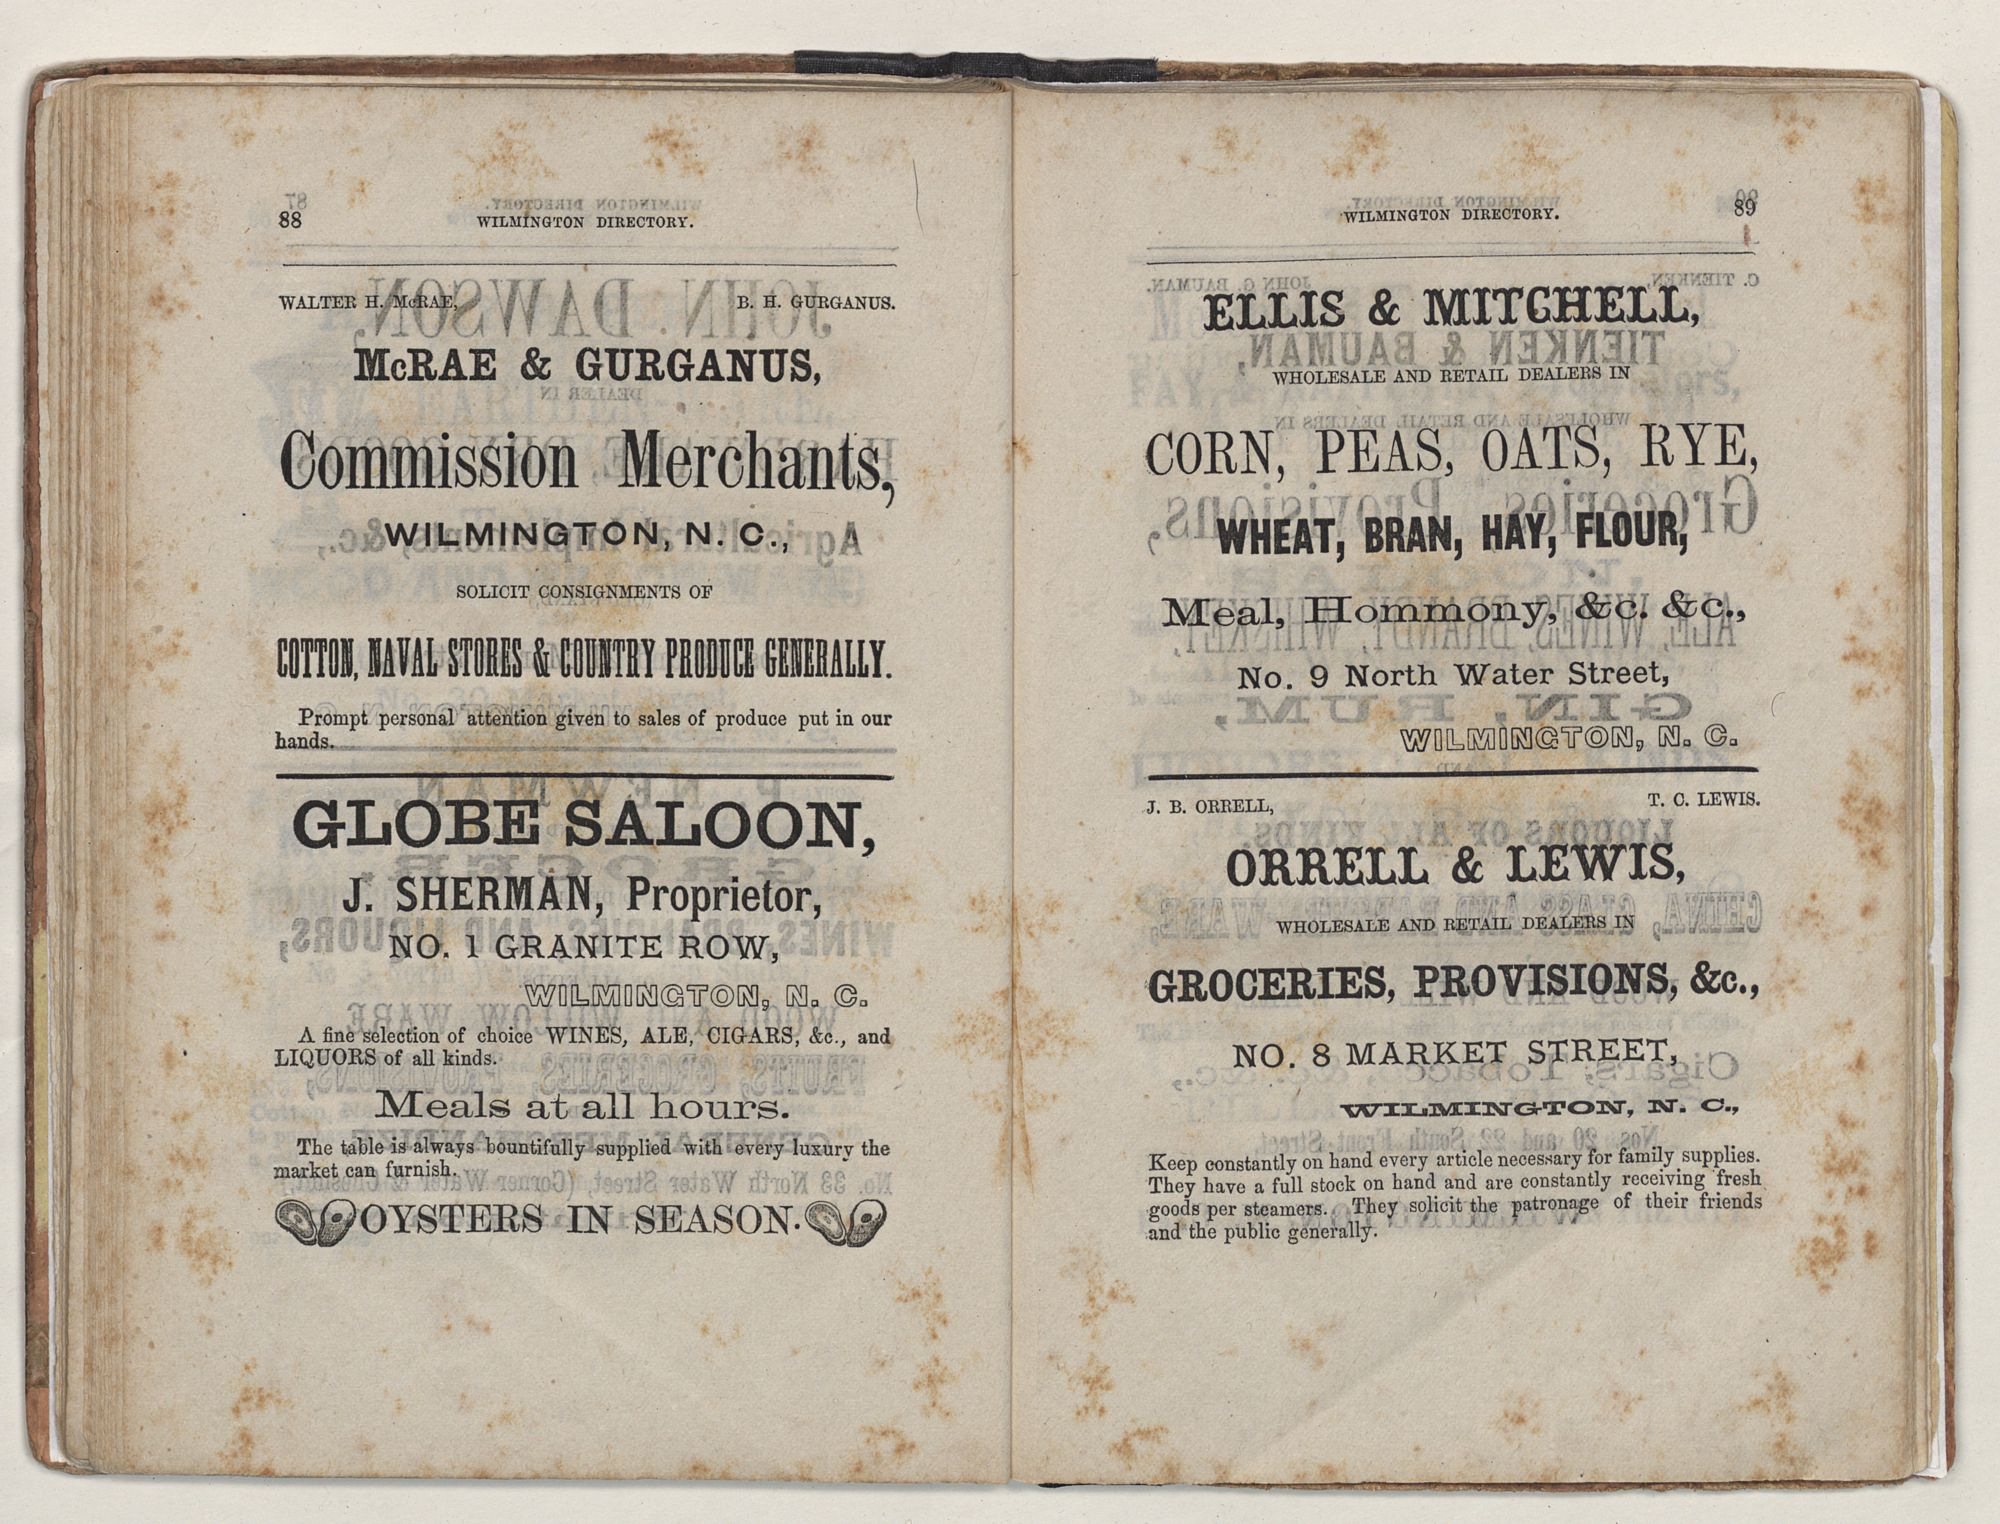 88
WILMINGTON DIRECTORY.
WALTER H. McRAE,
B. H. GURGANUS.
McRAE & GURGANUS,
Commission Merchants,
WILMINGTON, N. C.,
SOLICIT CONSIGNMENTS OF
COTTON, NAVAL STORES & COUNTRY PRODUCE GENERALLY.
Prompt personal attention given to sales of produce put in our
hands.
GLOBE SALOON,
J. SHERMAN, Proprietor,
NO. 1 GRANITE ROW,
WILMINGTON, N. C.
A fine selection of choice WINES, ALE, CIGARS, &c., and
LIQUORS of all kinds.
Meals at all hours.
The table is always bountifully supplied with every luxury the
market can furnish.
OYSTERS IN SEASON.
WILMINGTON DIRECTORY.
89
ELLIS & MITCHELL,
WHOLESALE AND RETAIL DEALERS IN
CORN, PEAS, OATS, RYE,
WHEAT, BRAN, HAY, FLOUR,
Meal, Hommony, &c. &c.,
No. 9 North Water Street,
WILMINGTON, N. C.
J. B. ORRELL,
T. C. LEWIS.
ORRELL & LEWIS,
WHOLESALE AND RETAIL DEALERS IN
GROCERIES, PROVISIONS, &c.,
NO. 8 MARKET STREET,
WILMINGTON, N. C.,
Keep constantly on hand every article necessary for family supplies.
They have a full stock on hand and are constantly receiving fresh
goods per steamers. They solicit the patronage of their friends
and the public generally.